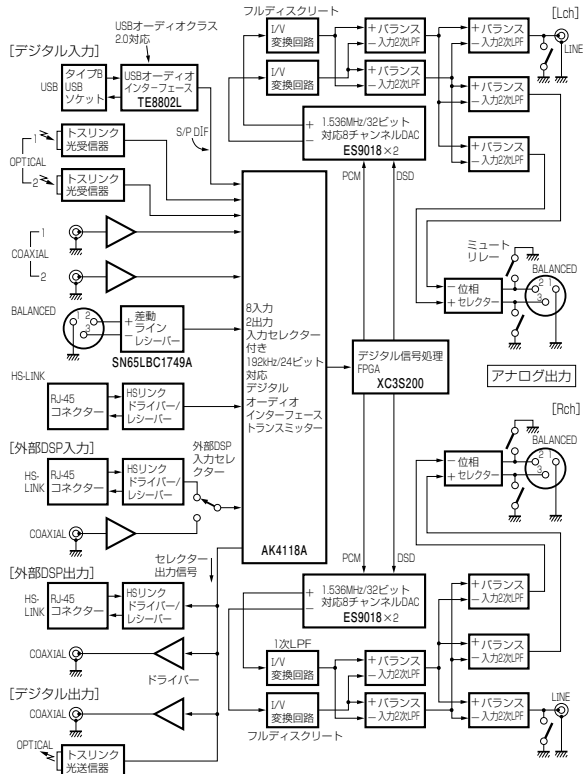 [デジタル入力]
USBオーディオクラス
2.0対応
USB
タイプB
USB
ソケット
USBオーディオ
インターフェース
TE8802L
S/P DIF
OPTICAL
1
トスリンク
光受信器
2
トスリンク
光受信器
COAXIAL
1
2
BALANCED
1
2
3
+ 差動
ライン
− レシーバー
SN65LBC1749A
HS-LINK
RJ-45
コネクター
HSリンク
ドライバー/
レシーバー
[外部DSP入力]
HS-
LINK
RJ-45
コネクター
HSリンク
ドライバー/
レシーバー
外部DSP
入力セレ
クター
COAXIAL
[外部DSP出力]
セレクター
出力信号
HS-
LINK
RJ-45
コネクター
HSリンク
ドライバー/
レシーバー
COAXIAL
ドライバー
[デジタル出力]
COAXIAL
OPTICAL
トスリンク
光送信器
8入力
2出力
入力セレクター
付き
192kHz/24ビット
対応
デジタル
オーディオ
インターフェース
トランスミッター
AK4118A
フルディスクリート
I/V
変換回路
I/V
変換回路
+ バランス
− 入力2次LPF
+ バランス
− 入力2次LPF
+ バランス
− 入力2次LPF
+ バランス
− 入力2次LPF
+ バランス
− 入力2次LPF
[Lch]
LINE
+
−
1.536MHz/32ビット
対応8チャンネルDAC
ES9018×2
PCM
DSD
ミュート
リレー
BALANCED
− 位相
+ セレクター
2
1
3
デジタル信号処理
FPGA
XC3S200
アナログ出力
[Rch]
BALANCED
− 位相
+ セレクター
2
1
3
PCM
DSD
+
−
1.536MHz/32ビット
対応8チャンネルDAC
ES9018×2
1次LPF
I/V
変換回路
I/V
変換回路
フルディスクリート
+ バランス
− 入力2次LPF
+ バランス
− 入力2次LPF
+ バランス
− 入力2次LPF
+ バランス
− 入力2次LPF
+ バランス
− 入力2次LPF
LINE